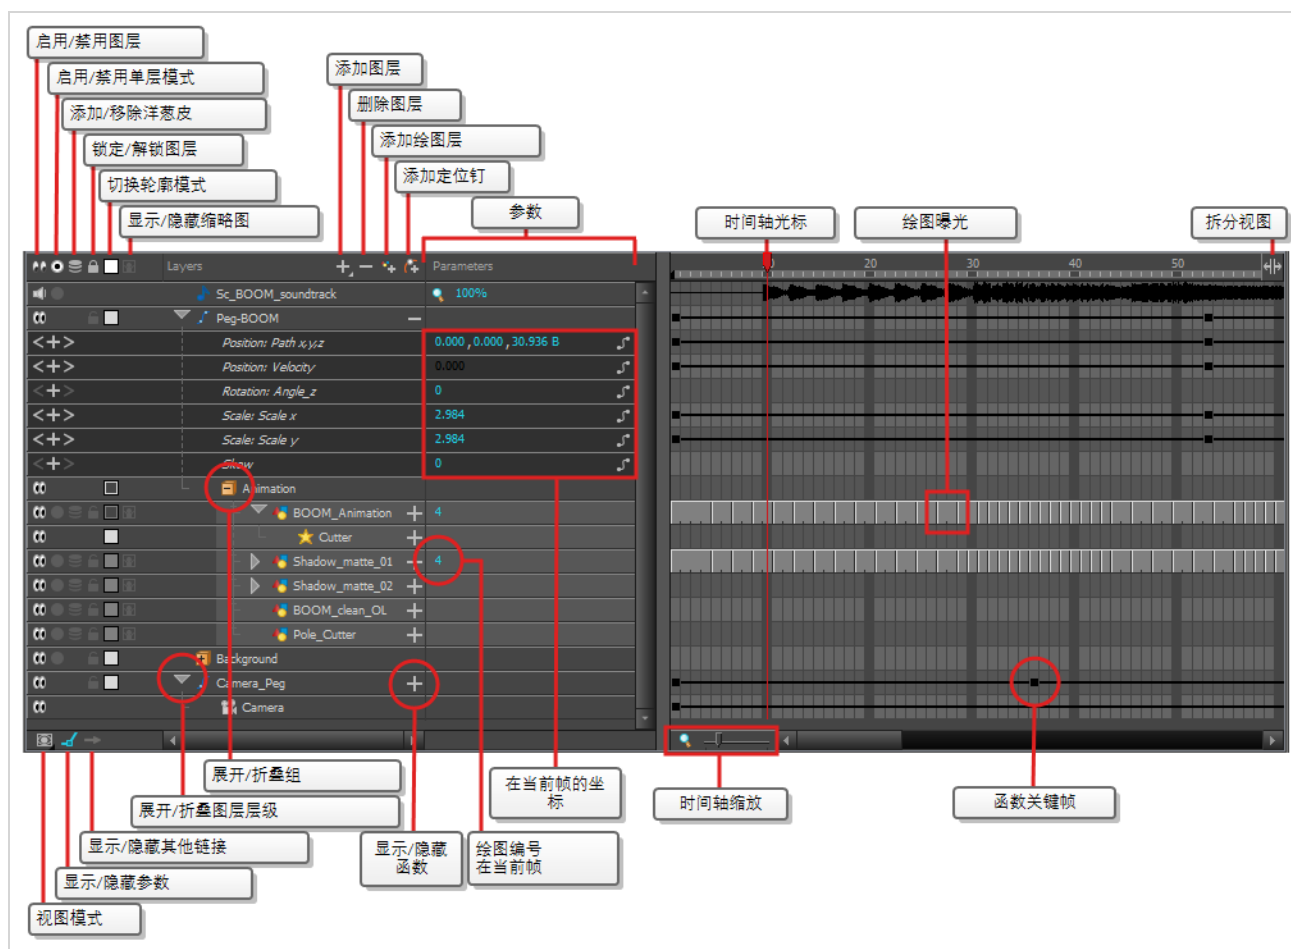 启用/禁用图层
启用/禁用单层模式
添加/移除洋葱皮
锁定/解锁图层
切换轮廓模式
显示/隐藏缩略图
添加图层
删除图层
添加绘图层
添加定位钉
参数
时间轴光标
绘图曝光
拆分视图
Layers
Parameters
20
30
40
50
Sc_BOOM_soundtrack
100%
Peg-BOOM
Position: Path x,y,z
0.000 , 0.000 , 30.936 B
Position: Velocity
0.000
Rotation: Angle_z
0
Scale: Scale x
2.984
Scale: Scale y
2.984
Skew
0
Animation
BOOM_Animation
4
Cutter
Shadow_matte_01
4
Shadow_matte_02
BOOM_clean_OL
Pole_Cutter
Background
Camera_Peg
Camera
展开/折叠组
展开/折叠图层层级
显示/隐藏其他链接
显示/隐藏参数
视图模式
显示/隐藏
函数
绘图编号
在当前帧
在当前帧的坐
标
时间轴缩放
函数关键帧